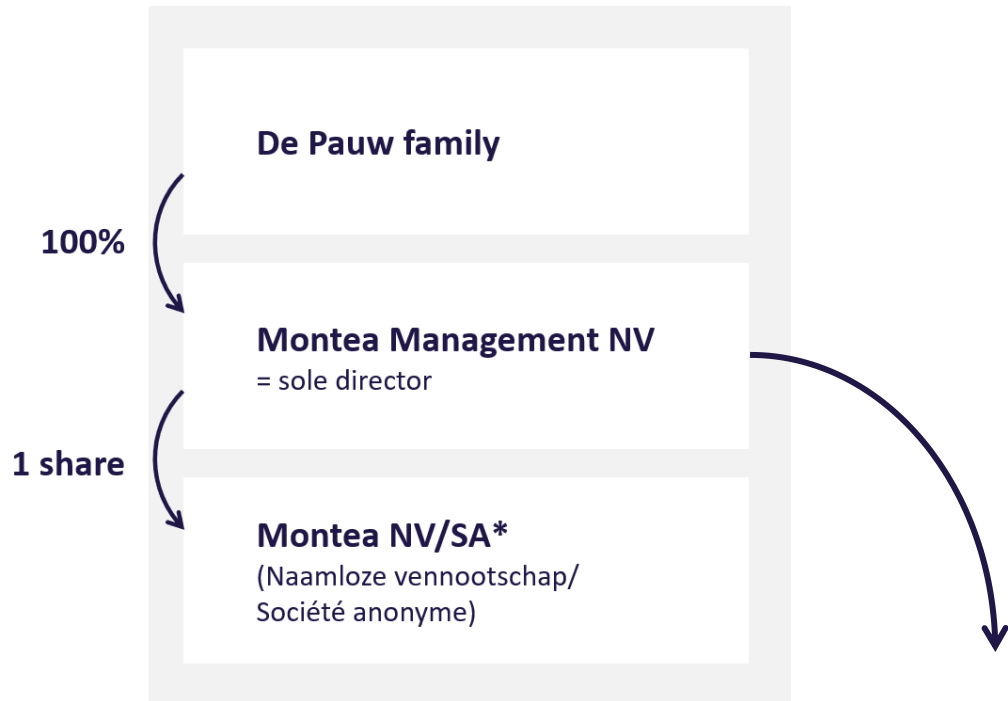 De Pauw family
100%
Montea Management NV
= sole director
1 share
Montea NV/SA*
(Naamloze vennootschap/
Société anonyme)